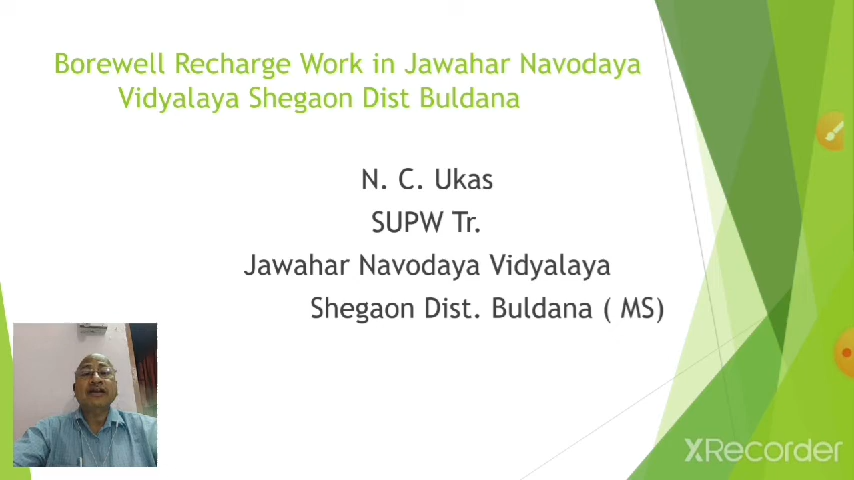 Borewell Recharge Work in Jawahar Navodaya
Vidyalaya Shegaon Dist Buldana
N. C. Ukas
SUPW Tr.
Jawahar Navodaya Vidyalaya
Shegaon Dist. Buldana ( MS)
XRecorder